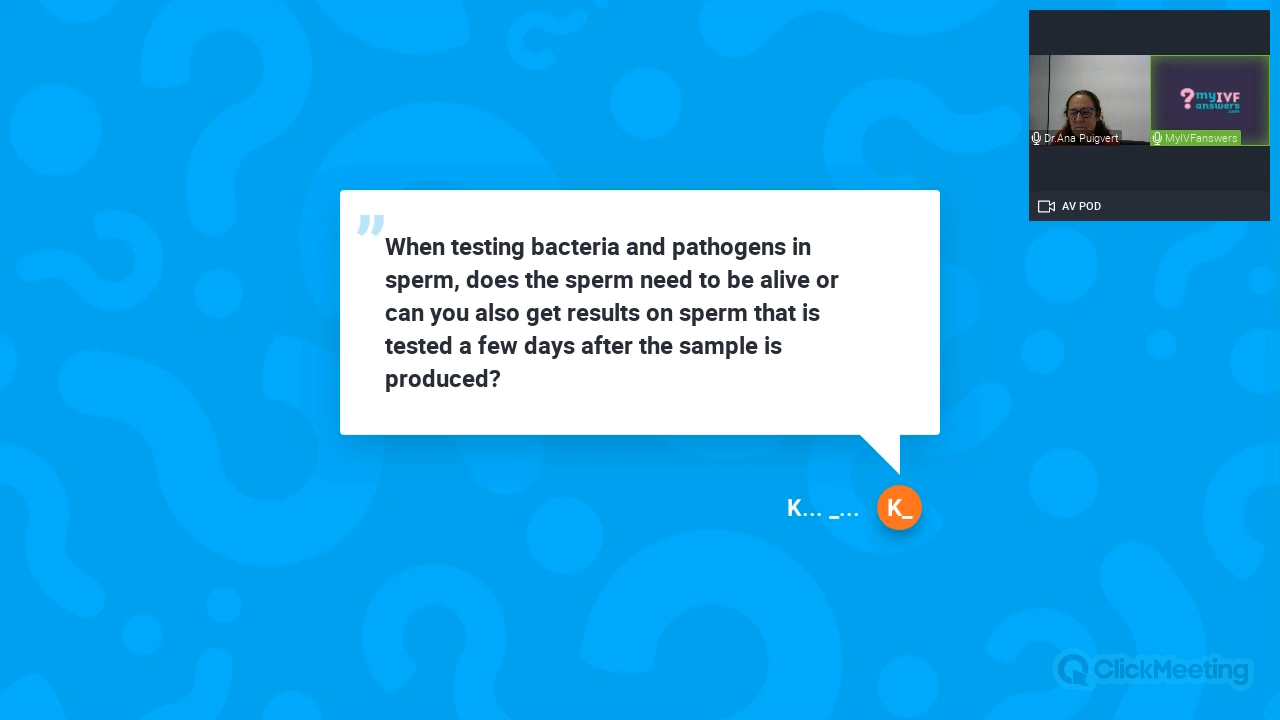 ?myIVF
answers
.com
Dr.Ana Puigvert
MyIVFanswers
AV POD
"
When testing bacteria and pathogens in
sperm, does the sperm need to be alive or
can you also get results on sperm that is
tested a few days after the sample is
produced?
K... _...
K_
ClickMeeting